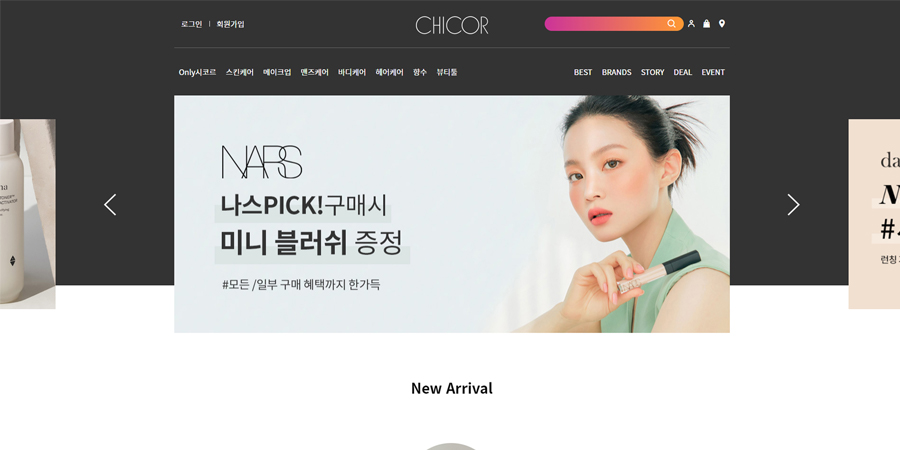 로그인 | 회원가입
CHICOR
Only시코르 스킨케어 메이크업 맨즈케어 바디케어 헤어케어 향수 뷰티툴
BEST BRANDS STORY DEAL EVENT
NARS
나스PICK!구매시
미니 블러쉬 증정
#모든 /일부 구매 혜택까지 한가득
da
N
런칭
New Arrival